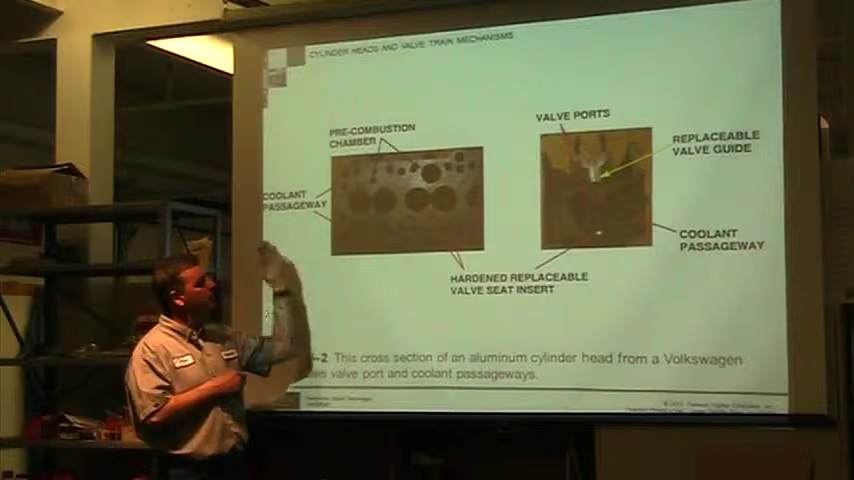 CYLINDER HEADS AND VALVE TRAIN MECHANISMS
PRE-COMBUSTION
CHAMBER
VALVE PORTS
REPLACEABLE
VALVE GUIDE
COOLANT
PASSAGEWAY
COOLANT
PASSAGEWAY
HARDENED REPLACEABLE
VALVE SEAT INSERT
-2 This cross section of an aluminum cylinder head from a Volkswagen
valve port and coolant passageways.